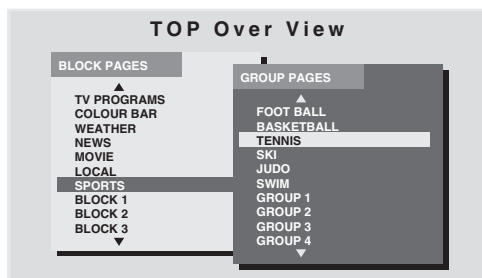 TOP Over View
BLOCK PAGES
TV PROGRAMS
COLOUR BAR
WEATHER
NEWS
MOVIE
LOCAL
SPORTS
BLOCK 1
BLOCK 2
BLOCK 3
GROUP PAGES
FOOT BALL
BASKETBALL
TENNIS
SKI
JUDO
SWIM
GROUP 1
GROUP 2
GROUP 3
GROUP 4